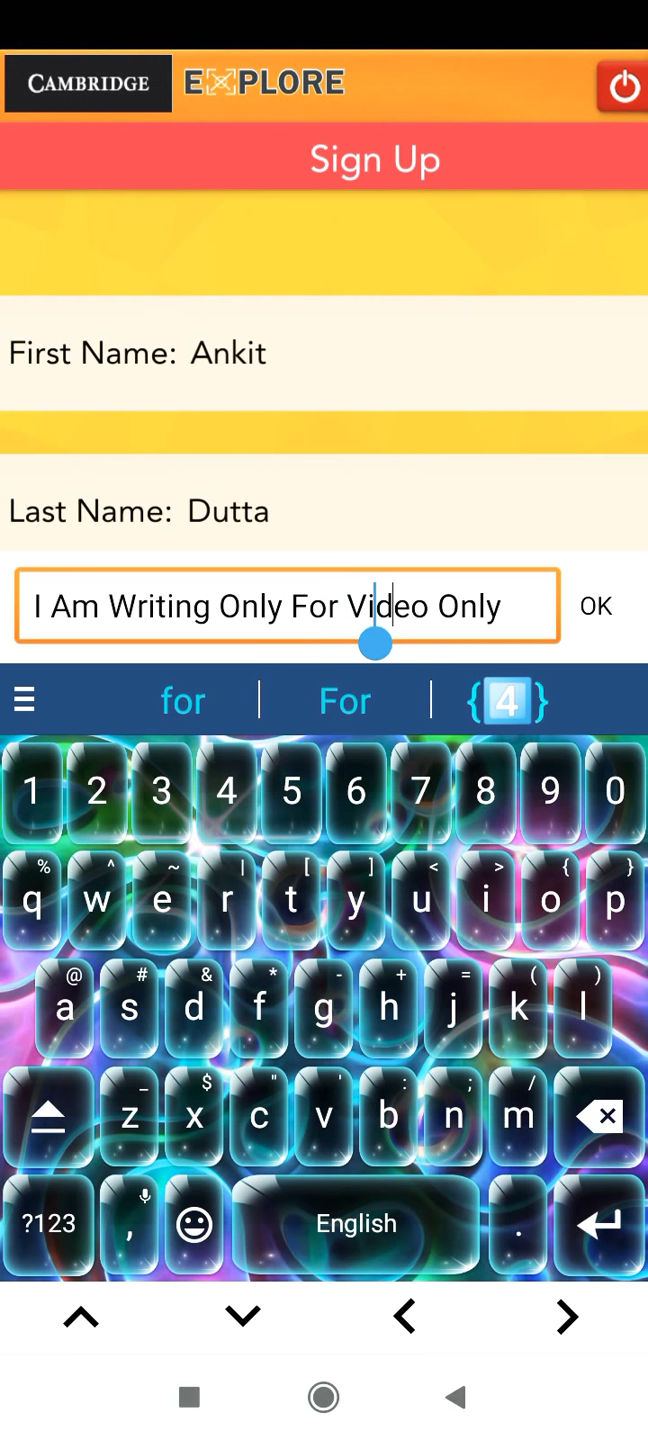 CAMBRIDGE EXPLORE
Sign Up
First Name: Ankit
Last Name: Dutta
I Am Writing Only For Video Only OK
for For {4}
1 2 3 4 5 6 7 8 9 0
% ^ ~ | [ ] < > { }
q w e r t y u i o p
@ # & * - + = ( )
a s d f g h j k l
_ $ " ' : ; /
z x c v b n m
?123 , English .